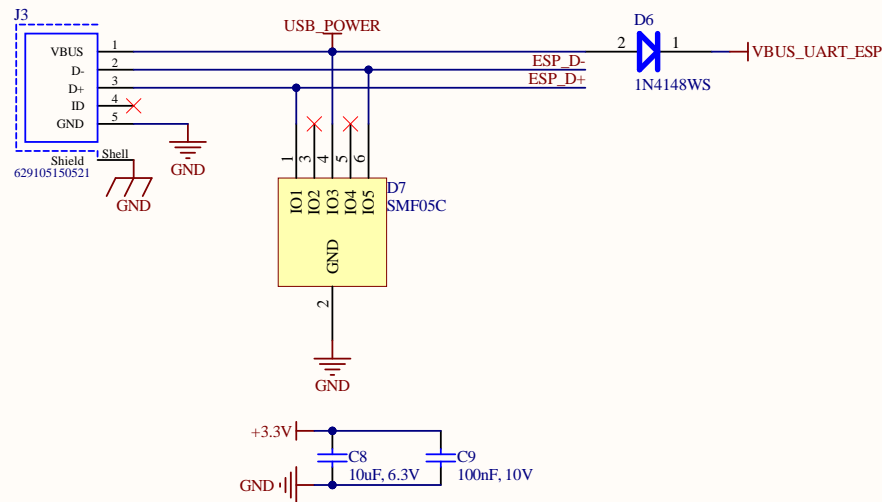 J3
USB_POWER
D6
VBUS 1
2 1
VBUS_UART_ESP
D- 2
ESP_D-
D+ 3
ESP_D+
1N4148WS
ID 4
GND 5
Shell
Shield
629105150521
GND
GND
1 3 4 5 6
IO1 IO2 IO3 IO4 IO5
D7
SMF05C
GND
2
GND
+3.3V
C8
10uF, 6.3V
C9
100nF, 10V
GND